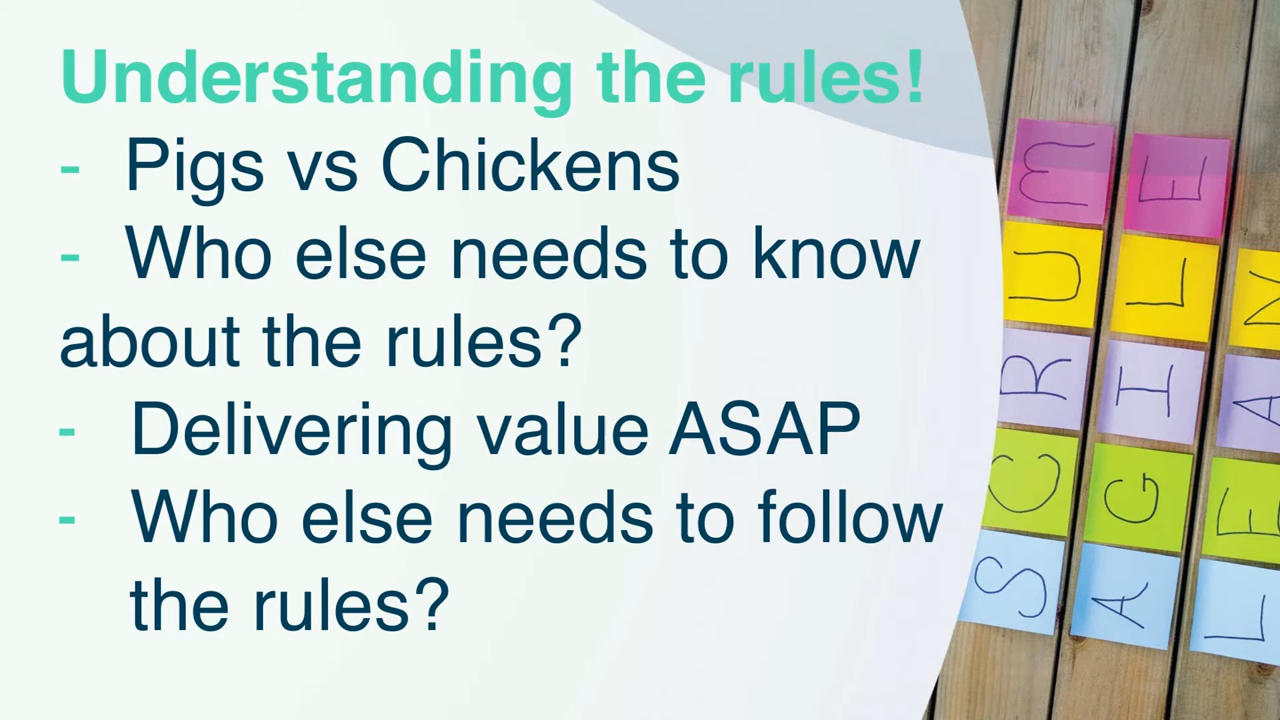 Understanding the rules!
- Pigs vs Chickens
- Who else needs to know
about the rules?
- Delivering value ASAP
- Who else needs to follow
the rules?
SCRUM
AGILE
LEAN